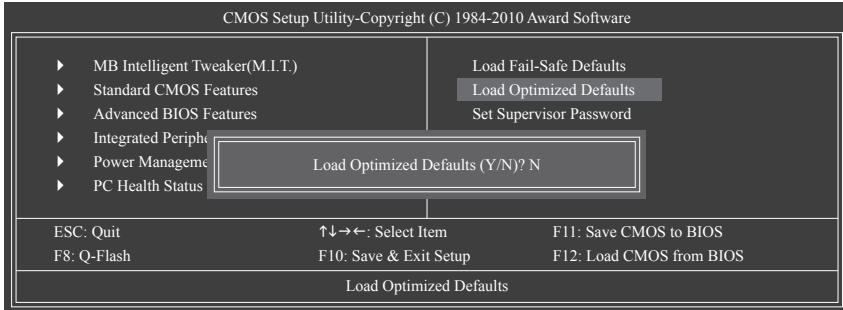 CMOS Setup Utility-Copyright (C) 1984-2010 Award Software
MB Intelligent Tweaker(M.I.T.)
Standard CMOS Features
Advanced BIOS Features
Integrated Periphe
Power Manageme
PC Health Status
Load Fail-Safe Defaults
Load Optimized Defaults
Set Supervisor Password
Load Optimized Defaults (Y/N)? N
ESC: Quit ↑↓→←: Select Item F11: Save CMOS to BIOS
F8: Q-Flash F10: Save & Exit Setup F12: Load CMOS from BIOS
Load Optimized Defaults